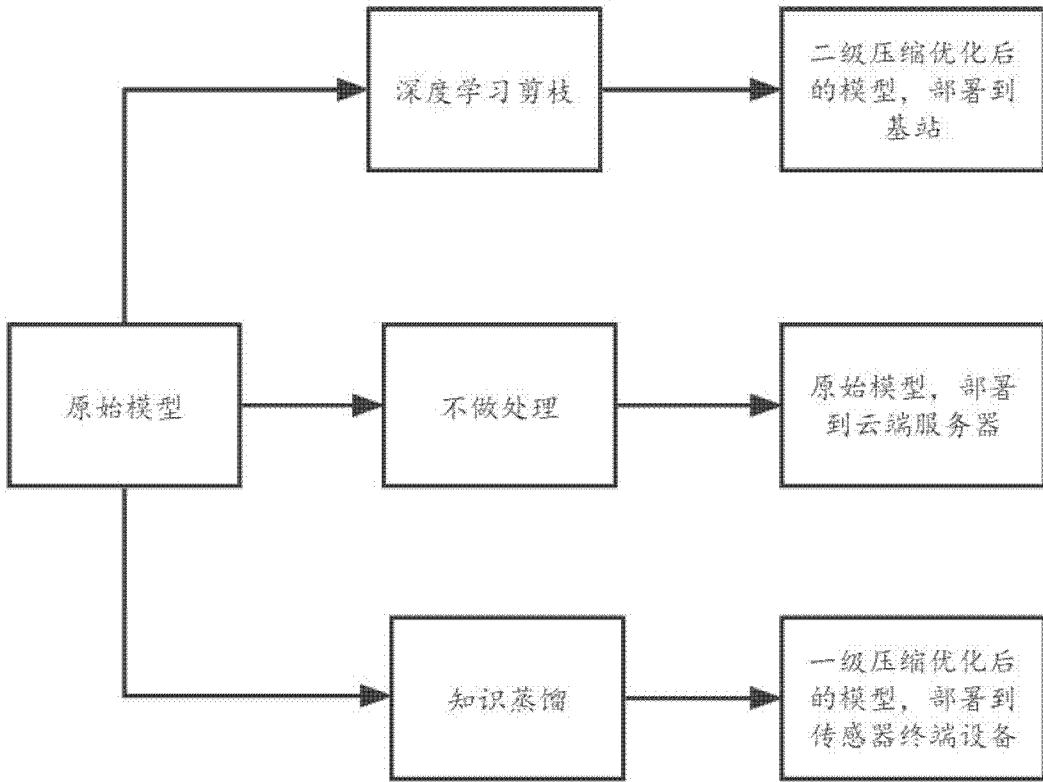 深度学习剪枝
二级压缩优化后
的模型，部署到
基站
原始模型
不做处理
原始模型，部署
到云端服务器
知识蒸馏
一级压缩优化后
的模型，部署到
传感器终端设备